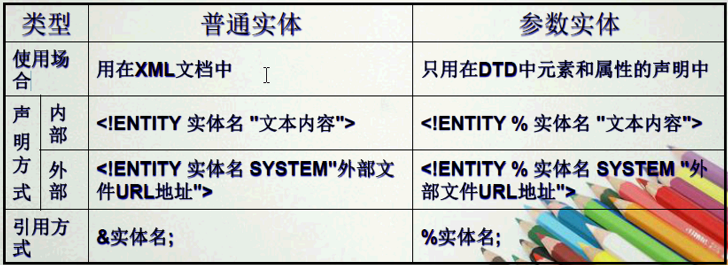 类型 普通实体 参数实体
使用场合 用在XML文档中 只用在DTD中元素和属性的声明中
声明方式 内部 <!ENTITY 实体名 "文本内容"> <!ENTITY % 实体名 "文本内容">
外部 <!ENTITY 实体名 SYSTEM"外部文件URL地址"> <!ENTITY % 实体名 SYSTEM "外部文件URL地址">
引用方式 &实体名; %实体名;